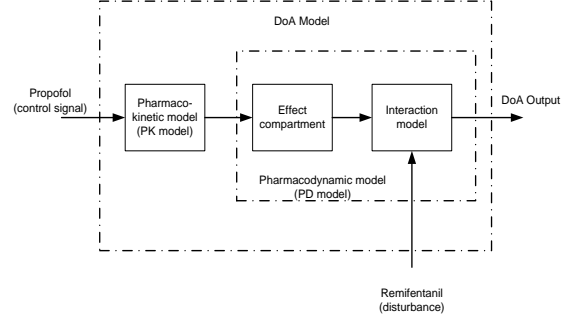 DoA Model
Propofol
(control signal)
Pharmaco-
kinetic model
(PK model)
Effect
compartment
Interaction
model
DoA Output
Pharmacodynamic model
(PD model)
Remifentanil
(disturbance)